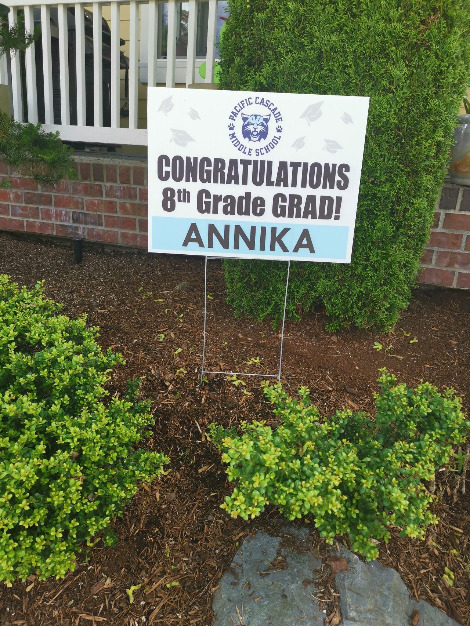 PACIFIC CASCADE
MIDDLE SCHOOL
CONGRATULATIONS
8th Grade GRAD!
ANNIKA